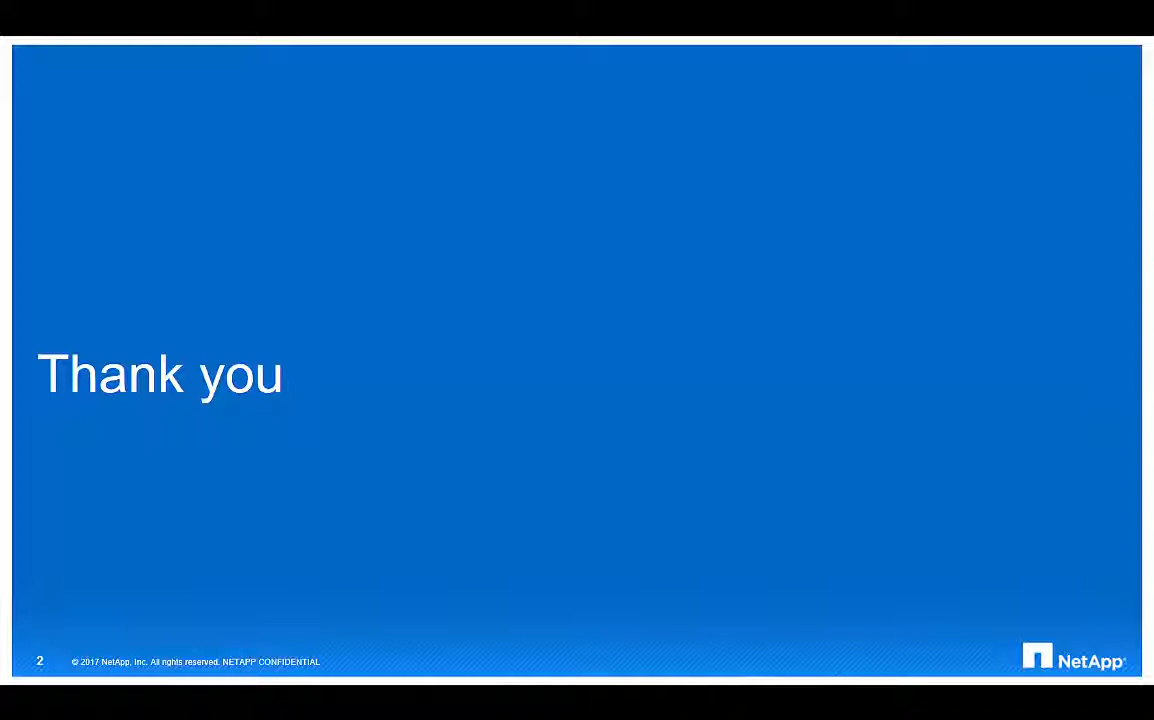 Thank you
2 © 2017 NetApp, Inc. All rights reserved. NETAPP CONFIDENTIAL
NetApp